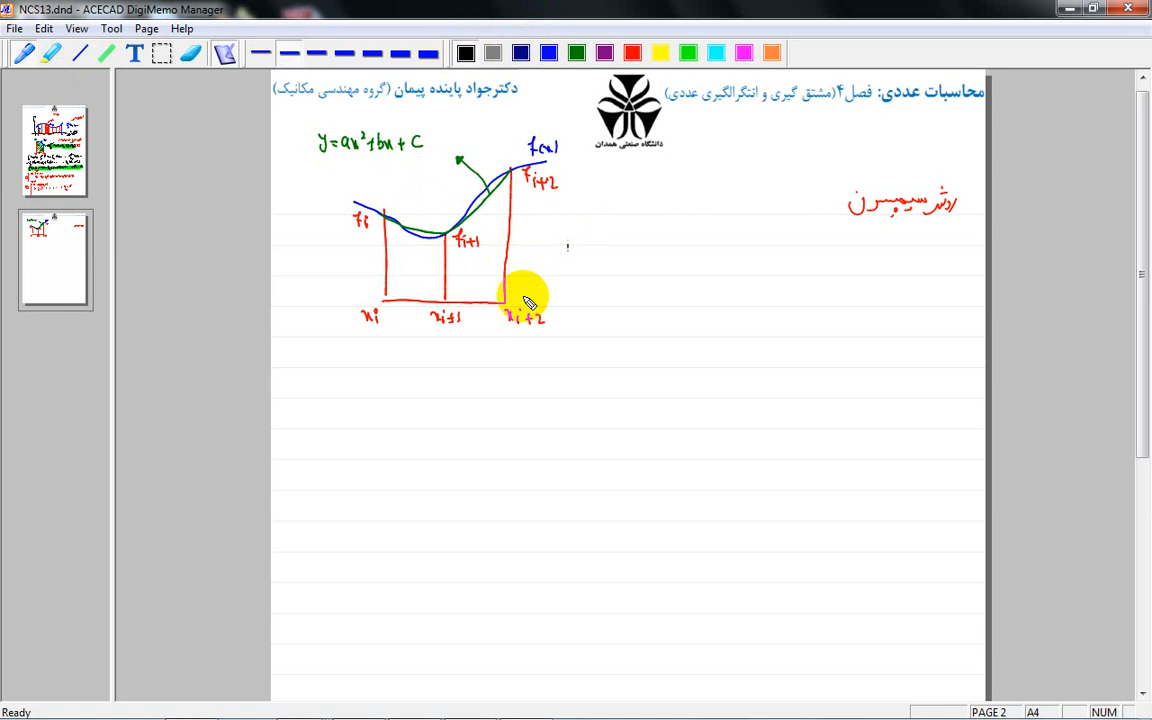 NCS13.dnd - ACECAD DigiMemo Manager
File Edit View Tool Page Help
محاسبات عددی: فصل۴(مشتق گیری و انتگرالگیری عددی)
دکترجواد پاینده پیمان (گروه مهندسی مکانیک)
دانشگاه صنعتی همدان
روش سیمپسون
y=ax²+bx+c
f(x)
fi+2
fi
fi+1
xi xi+1 xi+2
Ready
PAGE 2 A4 NUM